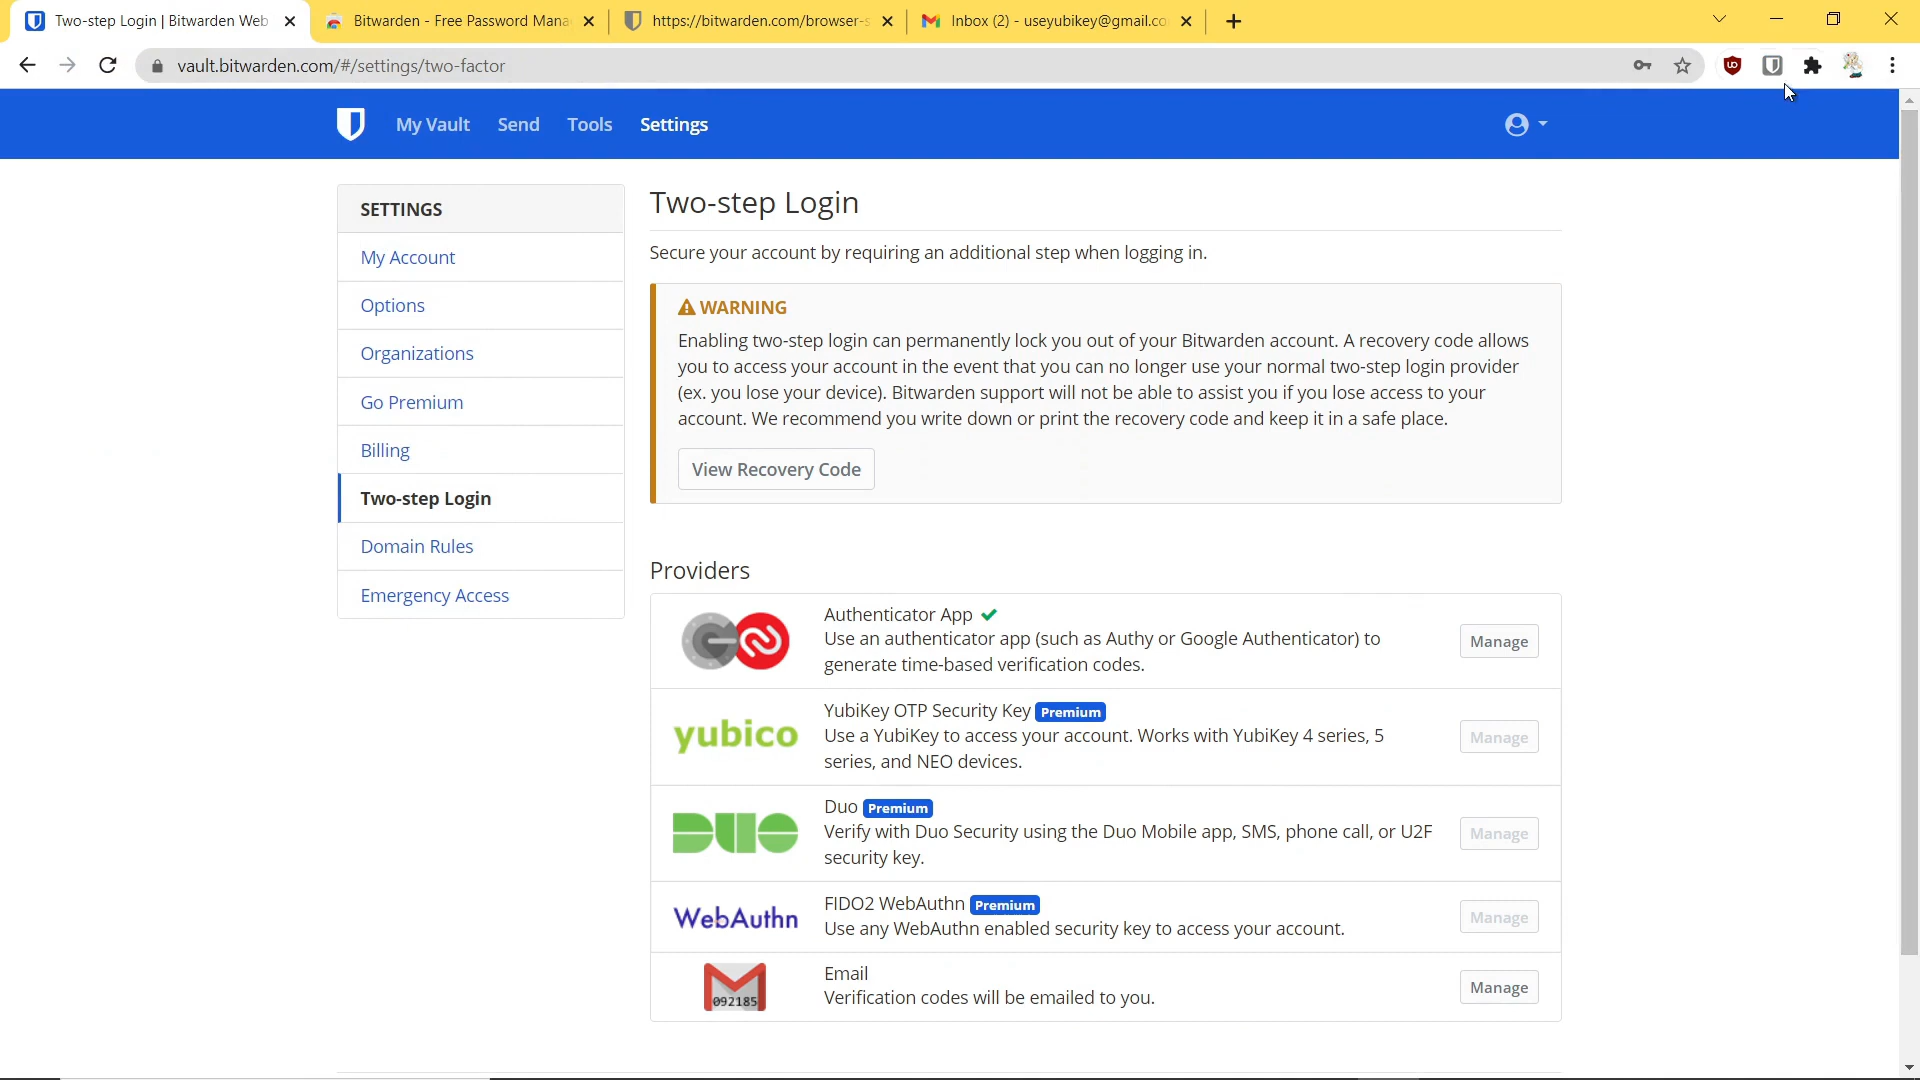 Two-step Login | Bitwarden Web
Bitwarden - Free Password Mana
https://bitwarden.com/browser-s
Inbox (2) - useyubikey@gmail.co
vault.bitwarden.com/#/settings/two-factor
My Vault
Send
Tools
Settings
SETTINGS
My Account
Options
Organizations
Go Premium
Billing
Two-step Login
Domain Rules
Emergency Access
Two-step Login
Secure your account by requiring an additional step when logging in.
WARNING
Enabling two-step login can permanently lock you out of your Bitwarden account. A recovery code allows
you to access your account in the event that you can no longer use your normal two-step login provider
(ex. you lose your device). Bitwarden support will not be able to assist you if you lose access to your
account. We recommend you write down or print the recovery code and keep it in a safe place.
View Recovery Code
Providers
Authenticator App
Use an authenticator app (such as Authy or Google Authenticator) to
generate time-based verification codes.
Manage
yubico
YubiKey OTP Security Key Premium
Use a YubiKey to access your account. Works with YubiKey 4 series, 5
series, and NEO devices.
Manage
DUO
Duo Premium
Verify with Duo Security using the Duo Mobile app, SMS, phone call, or U2F
security key.
Manage
WebAuthn
FIDO2 WebAuthn Premium
Use any WebAuthn enabled security key to access your account.
Manage
092185
Email
Verification codes will be emailed to you.
Manage